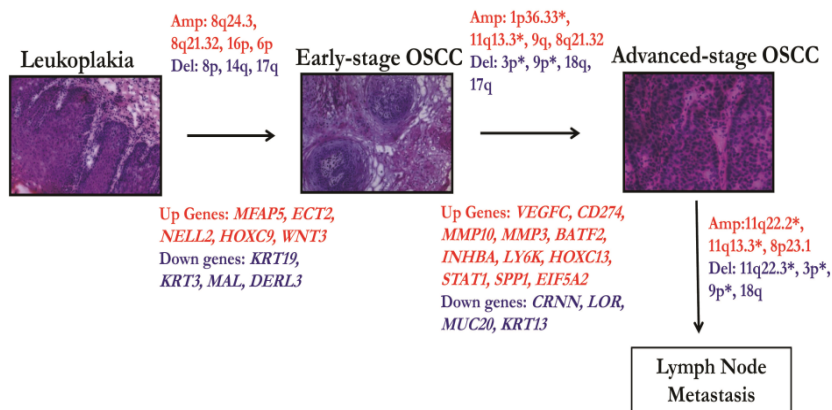 Leukoplakia
Amp: 8q24.3,
8q21.32, 16p, 6p
Del: 8p, 14q, 17q
Early-stage OSCC
Amp: 1p36.33*,
11q13.3*, 9q, 8q21.32
Del: 3p*, 9p*, 18q,
17q
Advanced-stage OSCC
Up Genes: MFAP5, ECT2,
NELL2, HOXC9, WNT3
Down genes: KRT19,
KRT3, MAL, DERL3
Up Genes: VEGFC, CD274,
MMP10, MMP3, BATF2,
INHBA, LY6K, HOXC13,
STAT1, SPP1, EIF5A2
Down genes: CRNN, LOR,
MUC20, KRT13
Amp:11q22.2*,
11q13.3*, 8p23.1
Del: 11q22.3*, 3p*,
9p*, 18q
Lymph Node
Metastasis